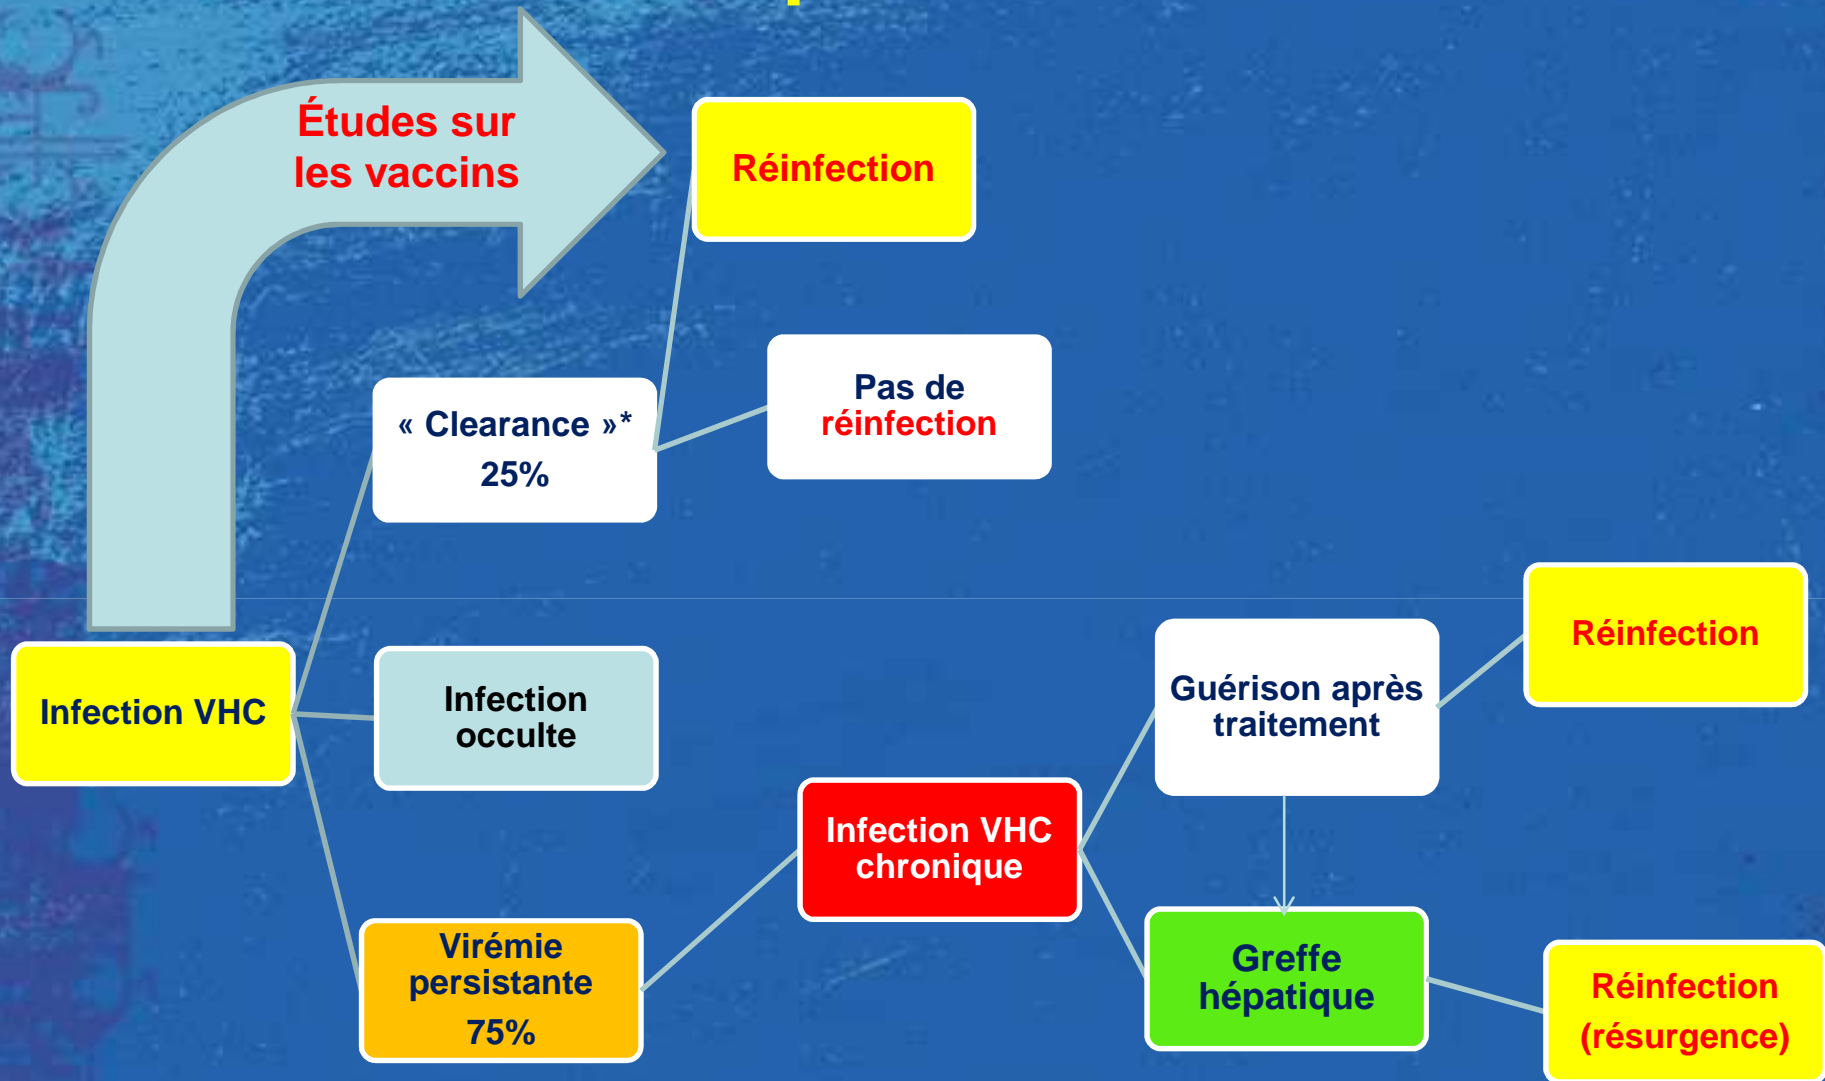 Études sur
les vaccins
Réinfection
Pas de
réinfection
« Clearance »*
25%
Infection VHC
Infection
occulte
Virémie
persistante
75%
Infection VHC
chronique
Guérison après
traitement
Réinfection
Greffe
hépatique
Réinfection
(résurgence)